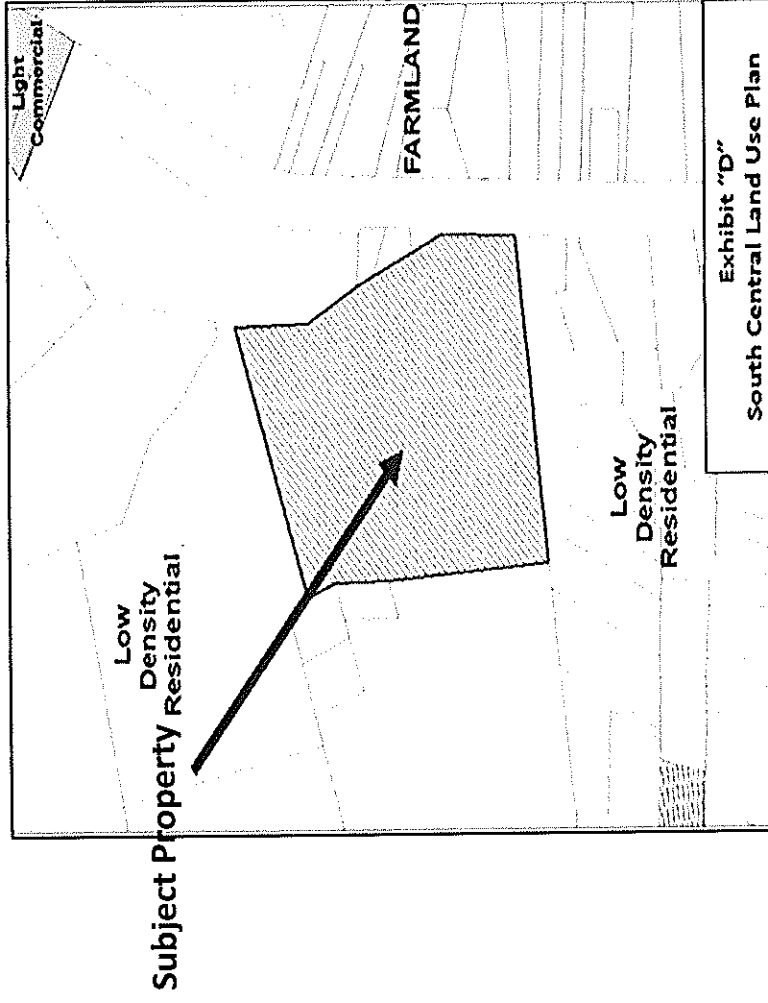 Light
Commercial
FARMLAND
Low
Density
Residential
Subject Property
Low
Density
Residential
Exhibit "D"
South Central Land Use Plan